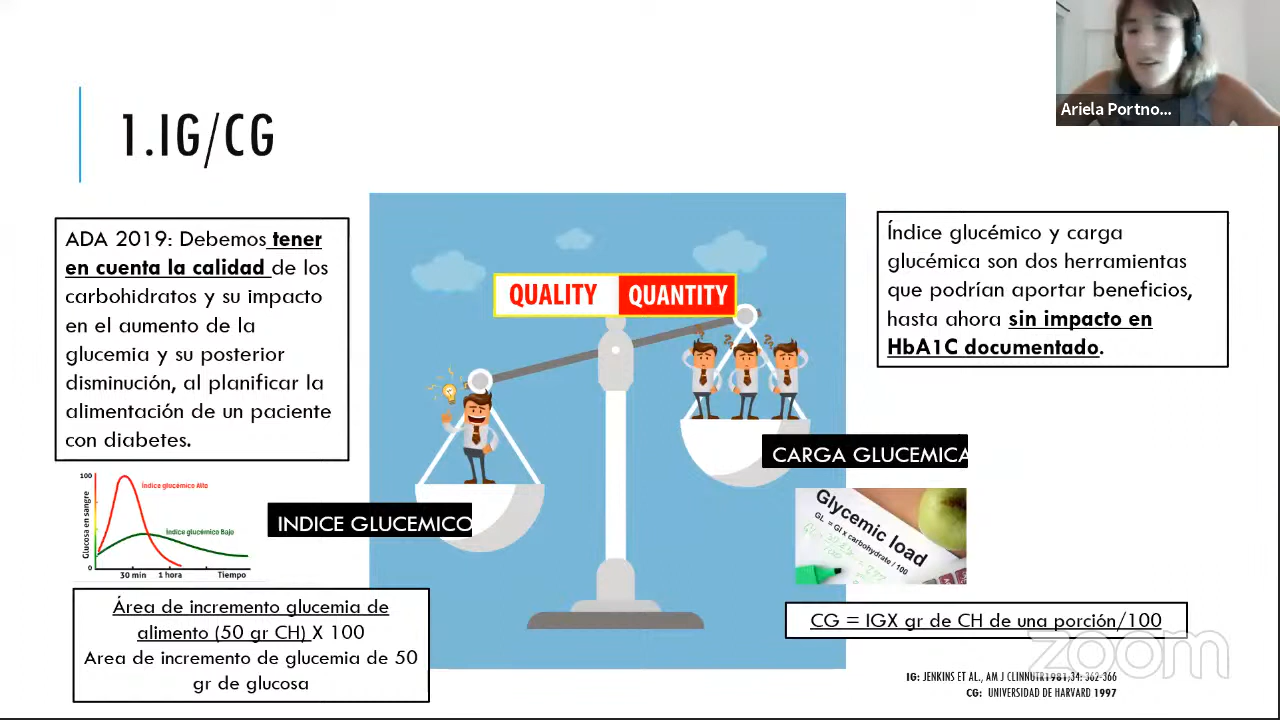 Ariela Portno...
1.IG/CG
ADA 2019: Debemos tener
en cuenta la calidad de los
carbohidratos y su impacto
en el aumento de la
glucemia y su posterior
disminución, al planificar la
alimentación de un paciente
con diabetes.
QUALITY QUANTITY
Índice glucémico y carga
glucémica son dos herramientas
que podrían aportar beneficios,
hasta ahora sin impacto en
HbA1C documentado.
CARGA GLUCEMICA
INDICE GLUCEMICO
100
Índice glucémico Alto
Índice glucémico Bajo
Glucosa en sangre
0
30 min 1 hora Tiempo
Glycemic load
GL = GI x carbohydrate / 100
Área de incremento glucemia de
alimento (50 gr CH) X 100
Area de incremento de glucemia de 50
gr de glucosa
CG = IGX gr de CH de una porción/100
zoom
IG: JENKINS ET AL., AM J CLINNUTR1981;34: 362-366
CG: UNIVERSIDAD DE HARVARD 1997